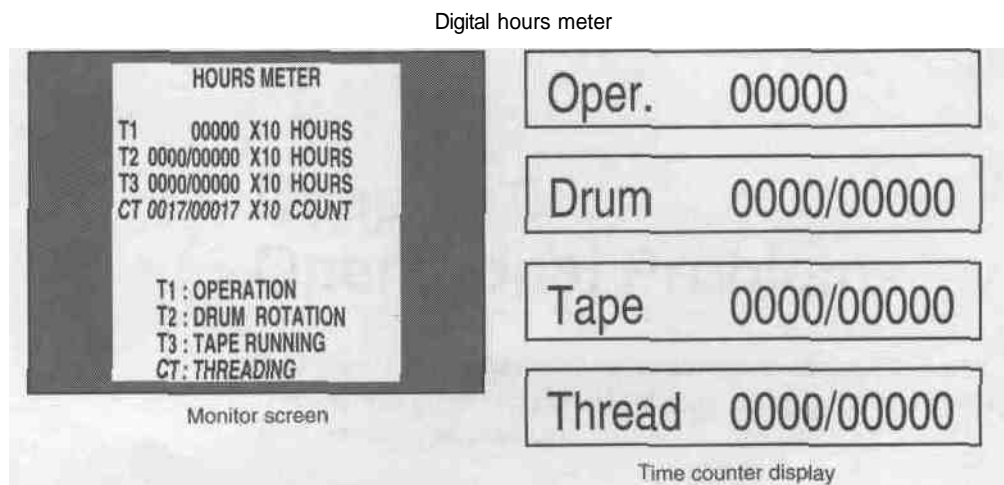 Digital hours meter
HOURS METER
T1 00000 X10 HOURS
T2 0000/00000 X10 HOURS
T3 0000/00000 X10 HOURS
CT 0017/00017 X10 COUNT
T1 : OPERATION
T2 : DRUM ROTATION
T3 : TAPE RUNNING
CT : THREADING
Monitor screen
Oper. 00000
Drum 0000/00000
Tape 0000/00000
Thread 0000/00000
Time counter display